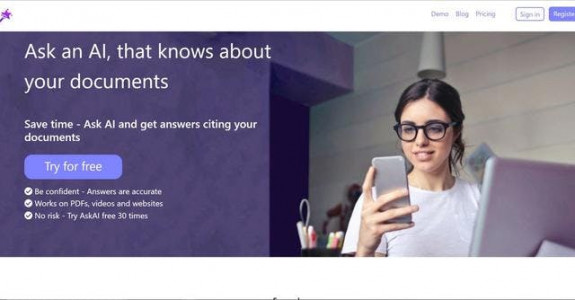 Demo Blog Pricing Sign in Registe
Ask an AI, that knows about
your documents
Save time - Ask AI and get answers citing your
documents
Try for free
Be confident - Answers are accurate
Works on PDFs, videos and websites
No risk - Try AskAI free 30 times